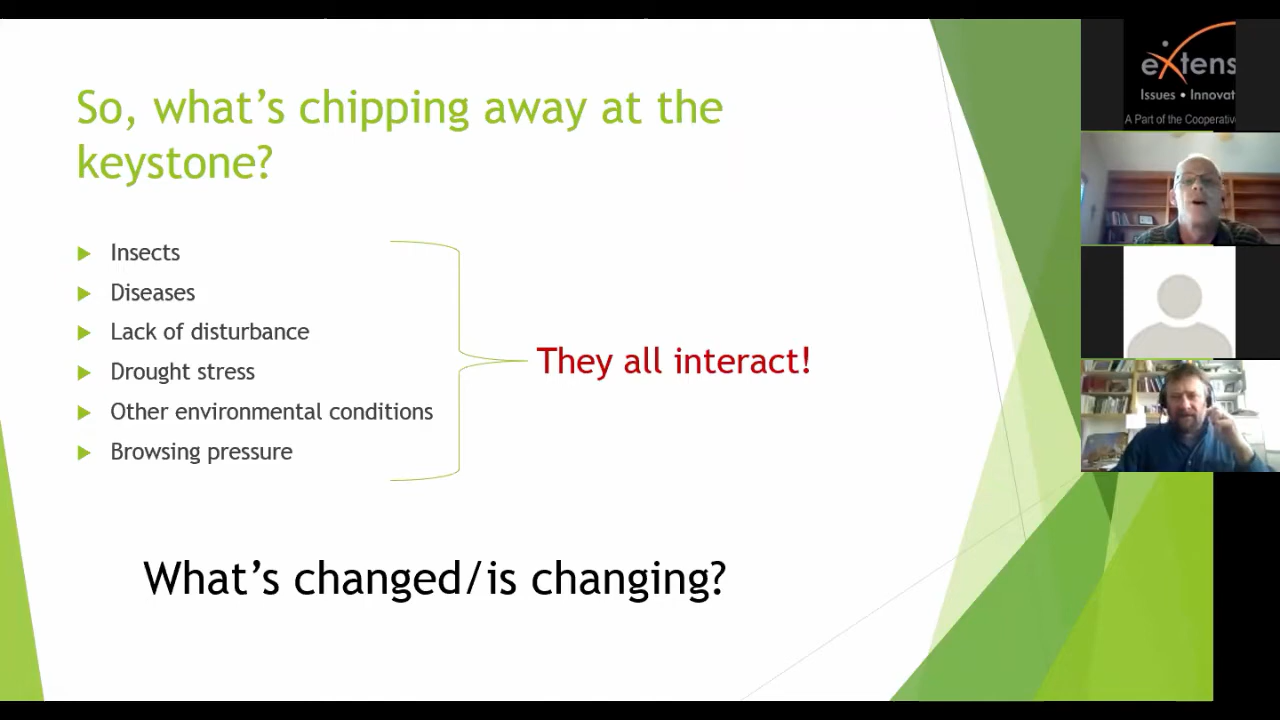 So, what's chipping away at the
keystone?
Insects
Diseases
Lack of disturbance
Drought stress
Other environmental conditions
Browsing pressure
They all interact!
What's changed/is changing?
eXtens
Issues • Innovat
A Part of the Cooperative